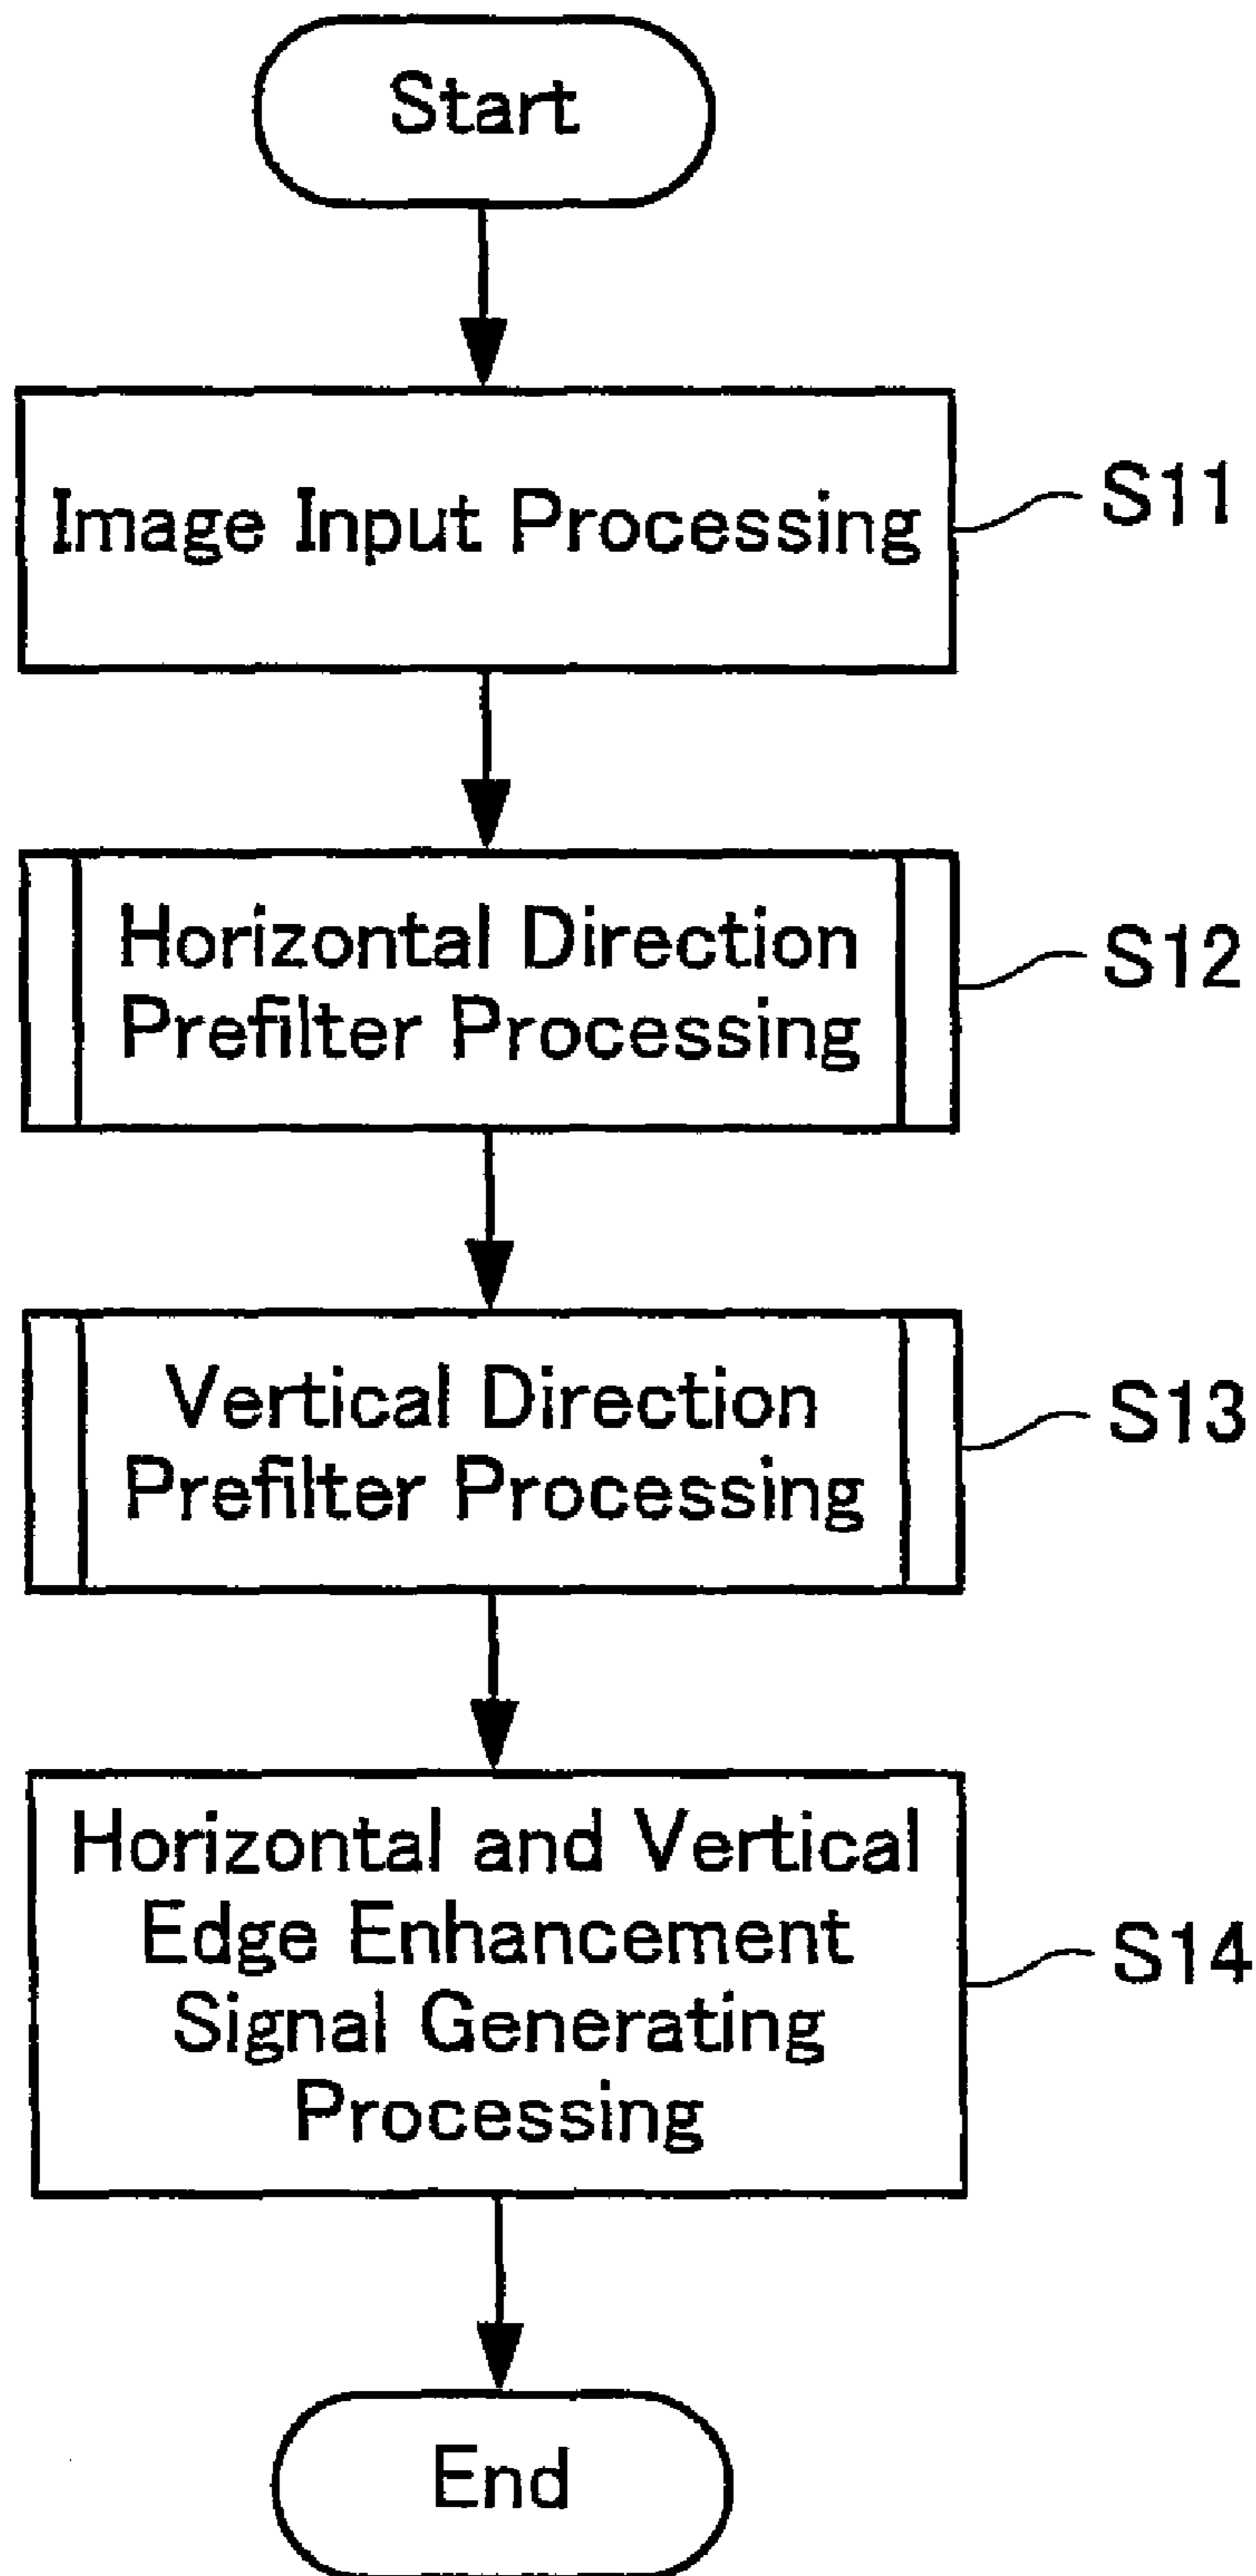 Start
Image Input Processing
S11
Horizontal Direction
Prefilter Processing
S12
Vertical Direction
Prefilter Processing
S13
Horizontal and Vertical
Edge Enhancement
Signal Generating
Processing
S14
End